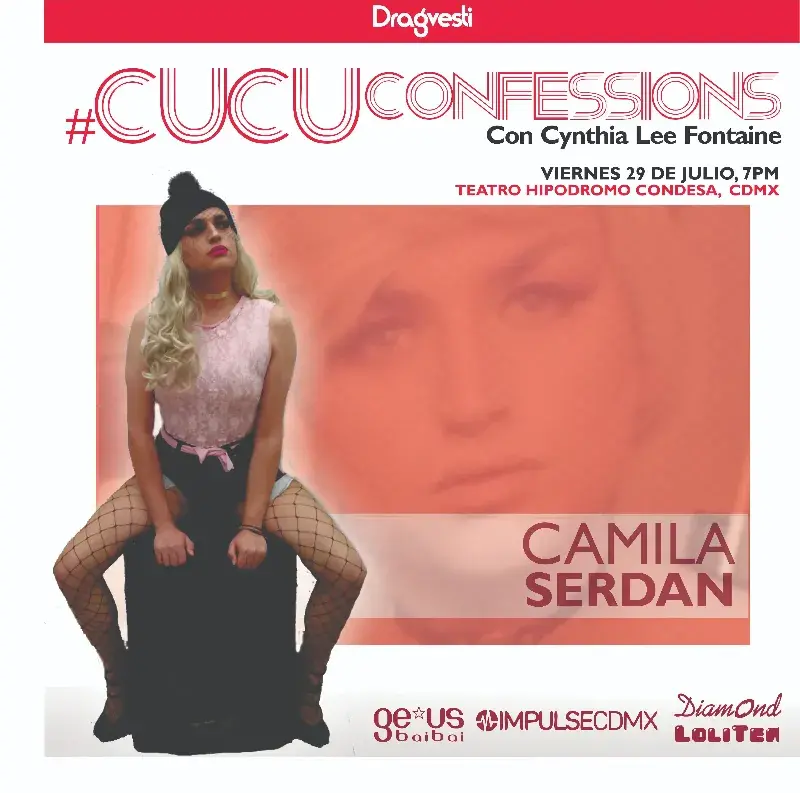 Dragvesti
#CUCUCONFESSIONS
Con Cynthia Lee Fontaine
VIERNES 29 DE JULIO, 7PM
TEATRO HIPODROMO CONDESA, CDMX
CAMILA
SERDAN
ge☆us
baibai
IMPULSECDMX
DiamOnd
LOLITEM